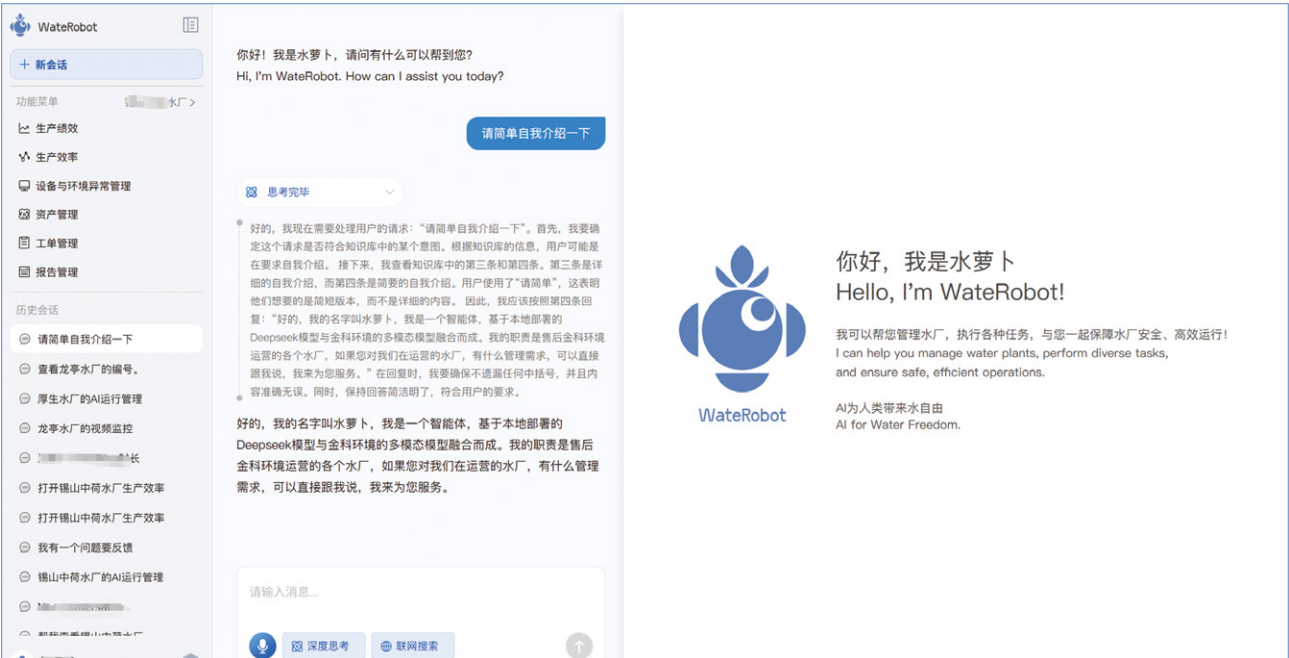 WateRobot
新会话
功能菜单
水厂>
生产绩效
生产效率
设备与环境异常管理
资产管理
工单管理
报告管理
历史会话
请简单自我介绍一下
查看龙亭水厂的编号。
厚生水厂的AI运行管理
龙亭水厂的视频监控
长
打开锡山中荷水厂生产效率
打开锡山中荷水厂生产效率
我有一个问题要反馈
锡山中荷水厂的AI运行管理
你好！我是水萝卜，请问有什么可以帮到您?
Hi, I'm WateRobot. How can I assist you today?
请简单自我介绍一下
思考完毕
好的，我现在需要处理用户的请求：“请简单自我介绍一下”。首先，我要确
定这个请求是否符合知识库中的某个意图。根据知识库的信息，用户可能是
在要求自我介绍。 接下来，我查看知识库中的第三条和第四条。第三条是详
细的自我介绍，而第四条是简要的自我介绍。用户使用了“请简单”，这表明
他们想要的是简短版本，而不是详细的内容。 因此，我应该按照第四条回
复：“好的，我的名字叫水萝卜，我是一个智能体，基于本地部署的
Deepseek模型与金科环境的多模态模型融合而成。我的职责是售后金科环境
运营的各个水厂，如果您对我们在运营的水厂，有什么管理需求，可以直接
跟我说，我来为您服务。” 在回复时，我要确保不遗漏任何中括号，并且内
容准确无误。同时，保持回答简洁明了，符合用户的要求。
好的，我的名字叫水萝卜，我是一个智能体，基于本地部署的
Deepseek模型与金科环境的多模态模型融合而成。我的职责是售后
金科环境运营的各个水厂，如果您对我们在运营的水厂，有什么管理
需求，可以直接跟我说，我来为您服务。
请输入消息...
深度思考
联网搜索
WateRobot
你好，我是水萝卜
Hello, I'm WateRobot!
我可以帮您管理水厂，执行各种任务，与您一起保障水厂安全、高效运行！
I can help you manage water plants, perform diverse tasks,
and ensure safe, efficient operations.
AI为人类带来水自由
AI for Water Freedom.